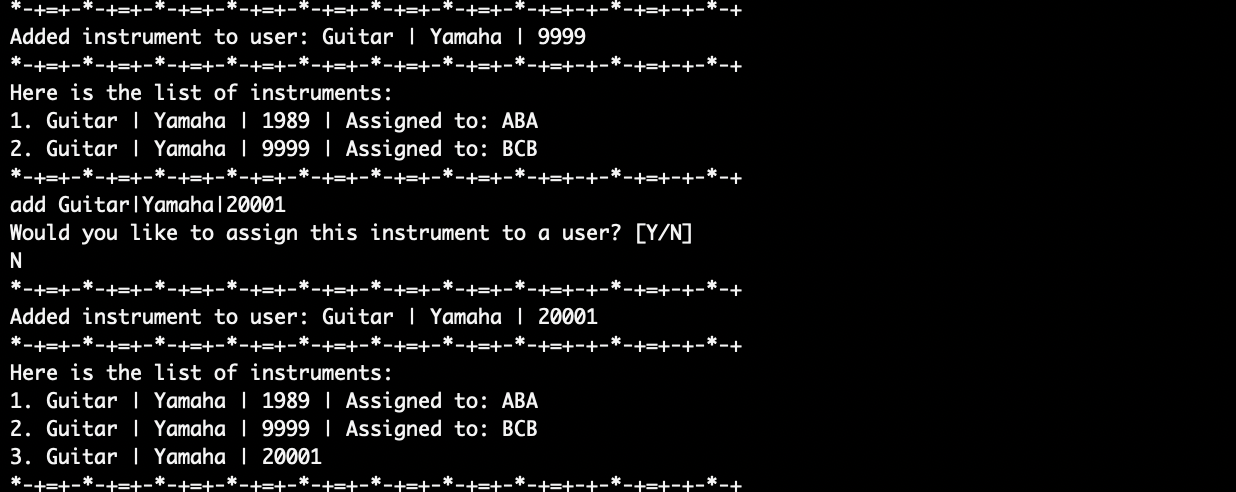 *-+=+-*-+=+-*-+=+-*-+=+-*-+=+-*-+=+-*-+=+-+-*-+=+-+-*-+
Added instrument to user: Guitar | Yamaha | 9999
*-+=+-*-+=+-*-+=+-*-+=+-*-+=+-*-+=+-*-+=+-+-*-+=+-+-*-+
Here is the list of instruments:
1. Guitar | Yamaha | 1989 | Assigned to: ABA
2. Guitar | Yamaha | 9999 | Assigned to: BCB
*-+=+-*-+=+-*-+=+-*-+=+-*-+=+-*-+=+-*-+=+-+-*-+=+-+-*-+
add Guitar|Yamaha|20001
Would you like to assign this instrument to a user? [Y/N]
N
*-+=+-*-+=+-*-+=+-*-+=+-*-+=+-*-+=+-*-+=+-+-*-+=+-+-*-+
Added instrument to user: Guitar | Yamaha | 20001
*-+=+-*-+=+-*-+=+-*-+=+-*-+=+-*-+=+-*-+=+-+-*-+=+-+-*-+
Here is the list of instruments:
1. Guitar | Yamaha | 1989 | Assigned to: ABA
2. Guitar | Yamaha | 9999 | Assigned to: BCB
3. Guitar | Yamaha | 20001
*-+=+-*-+=+-*-+=+-*-+=+-*-+=+-*-+=+-*-+=+-+-*-+=+-+-*-+